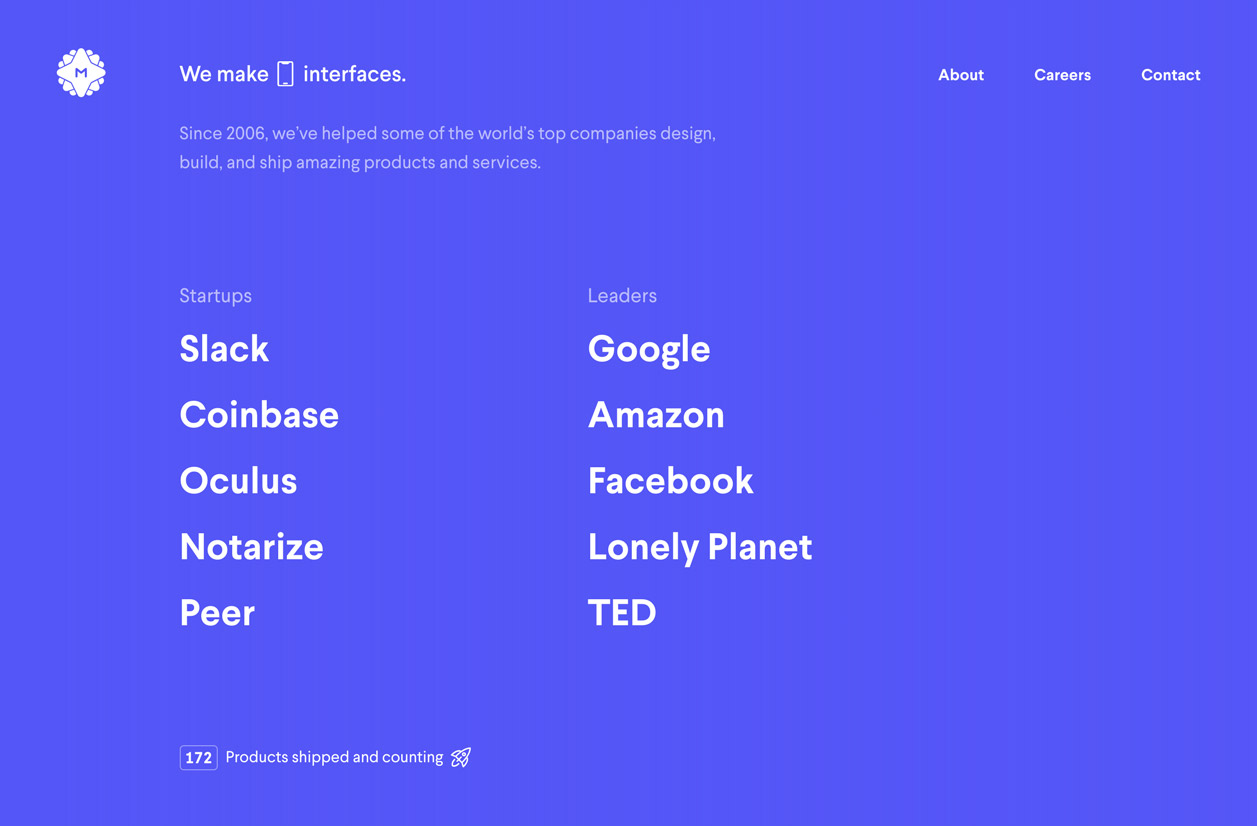 M
We make interfaces.
About
Careers
Contact
Since 2006, we’ve helped some of the world’s top companies design,
build, and ship amazing products and services.
Startups
Slack
Coinbase
Oculus
Notarize
Peer
Leaders
Google
Amazon
Facebook
Lonely Planet
TED
172 Products shipped and counting